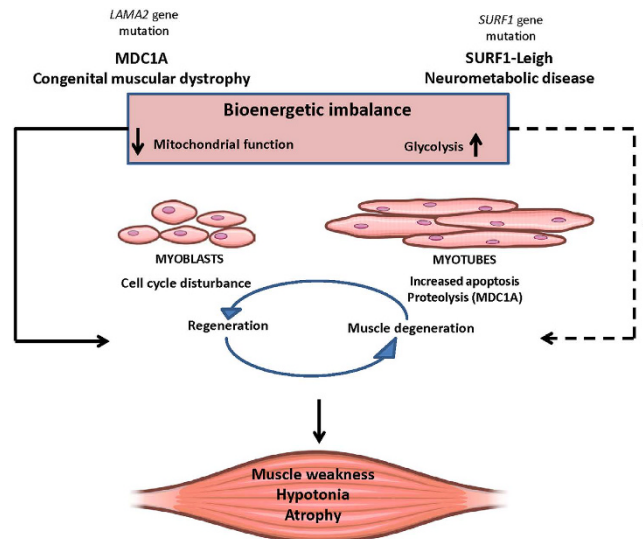 LAMA2 gene
mutation
MDC1A
Congenital muscular dystrophy
SURF1 gene
mutation
SURF1-Leigh
Neurometabolic disease
Bioenergetic imbalance
Mitochondrial function
Glycolysis
MYOBLASTS
Cell cycle disturbance
MYOTUBES
Increased apoptosis
Proteolysis (MDC1A)
Regeneration
Muscle degeneration
Muscle weakness
Hypotonia
Atrophy